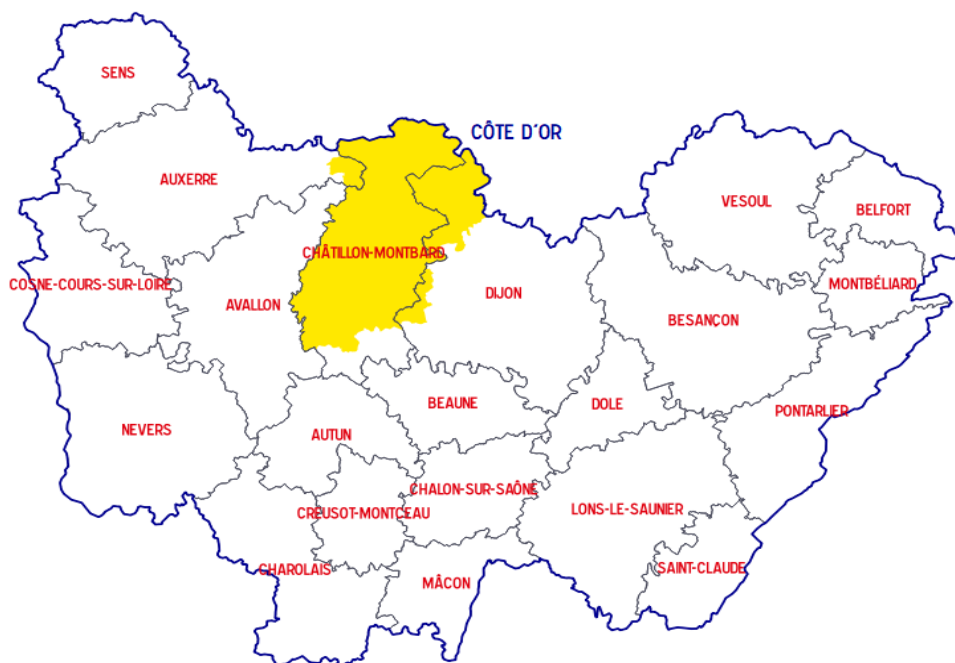 SENS
CÔTE D'OR
AUXERRE
VESOUL
BELFORT
CHÂTILLON-MONTBARD
COSNE-COURS-SUR-LOIRE
MONTBÉLIARD
AVALLON
DIJON
BESANÇON
BEAUNE
DOLE
PONTARLIER
NEVERS
AUTUN
CHALON-SUR-SAÔNE
CREUSOT-MONTCEAU
LONS-LE-SAUNIER
CHAROLAIS
SAINT-CLAUDE
MÂCON